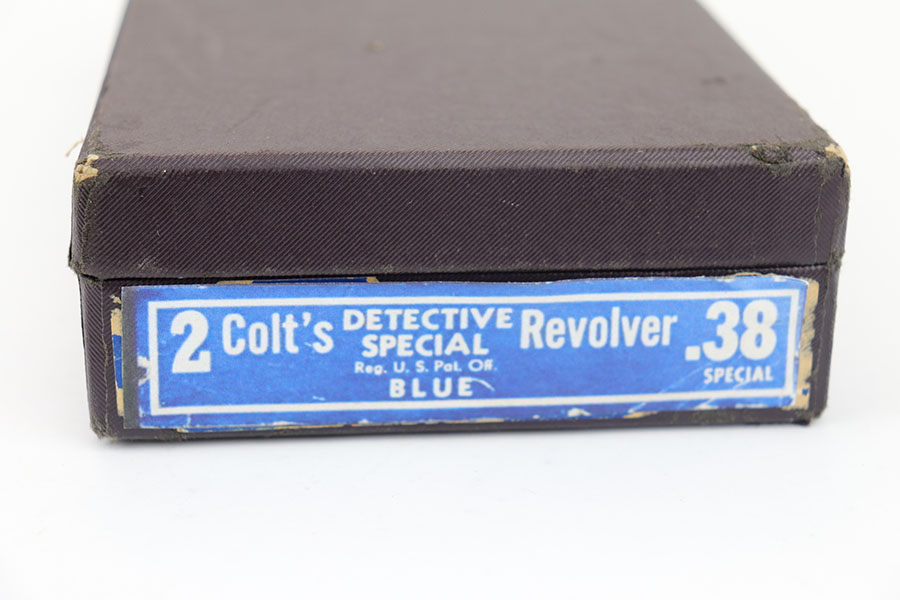 2 Colt's DETECTIVE SPECIAL Revolver .38 SPECIAL
Reg. U. S. Pat. Off.
BLUE